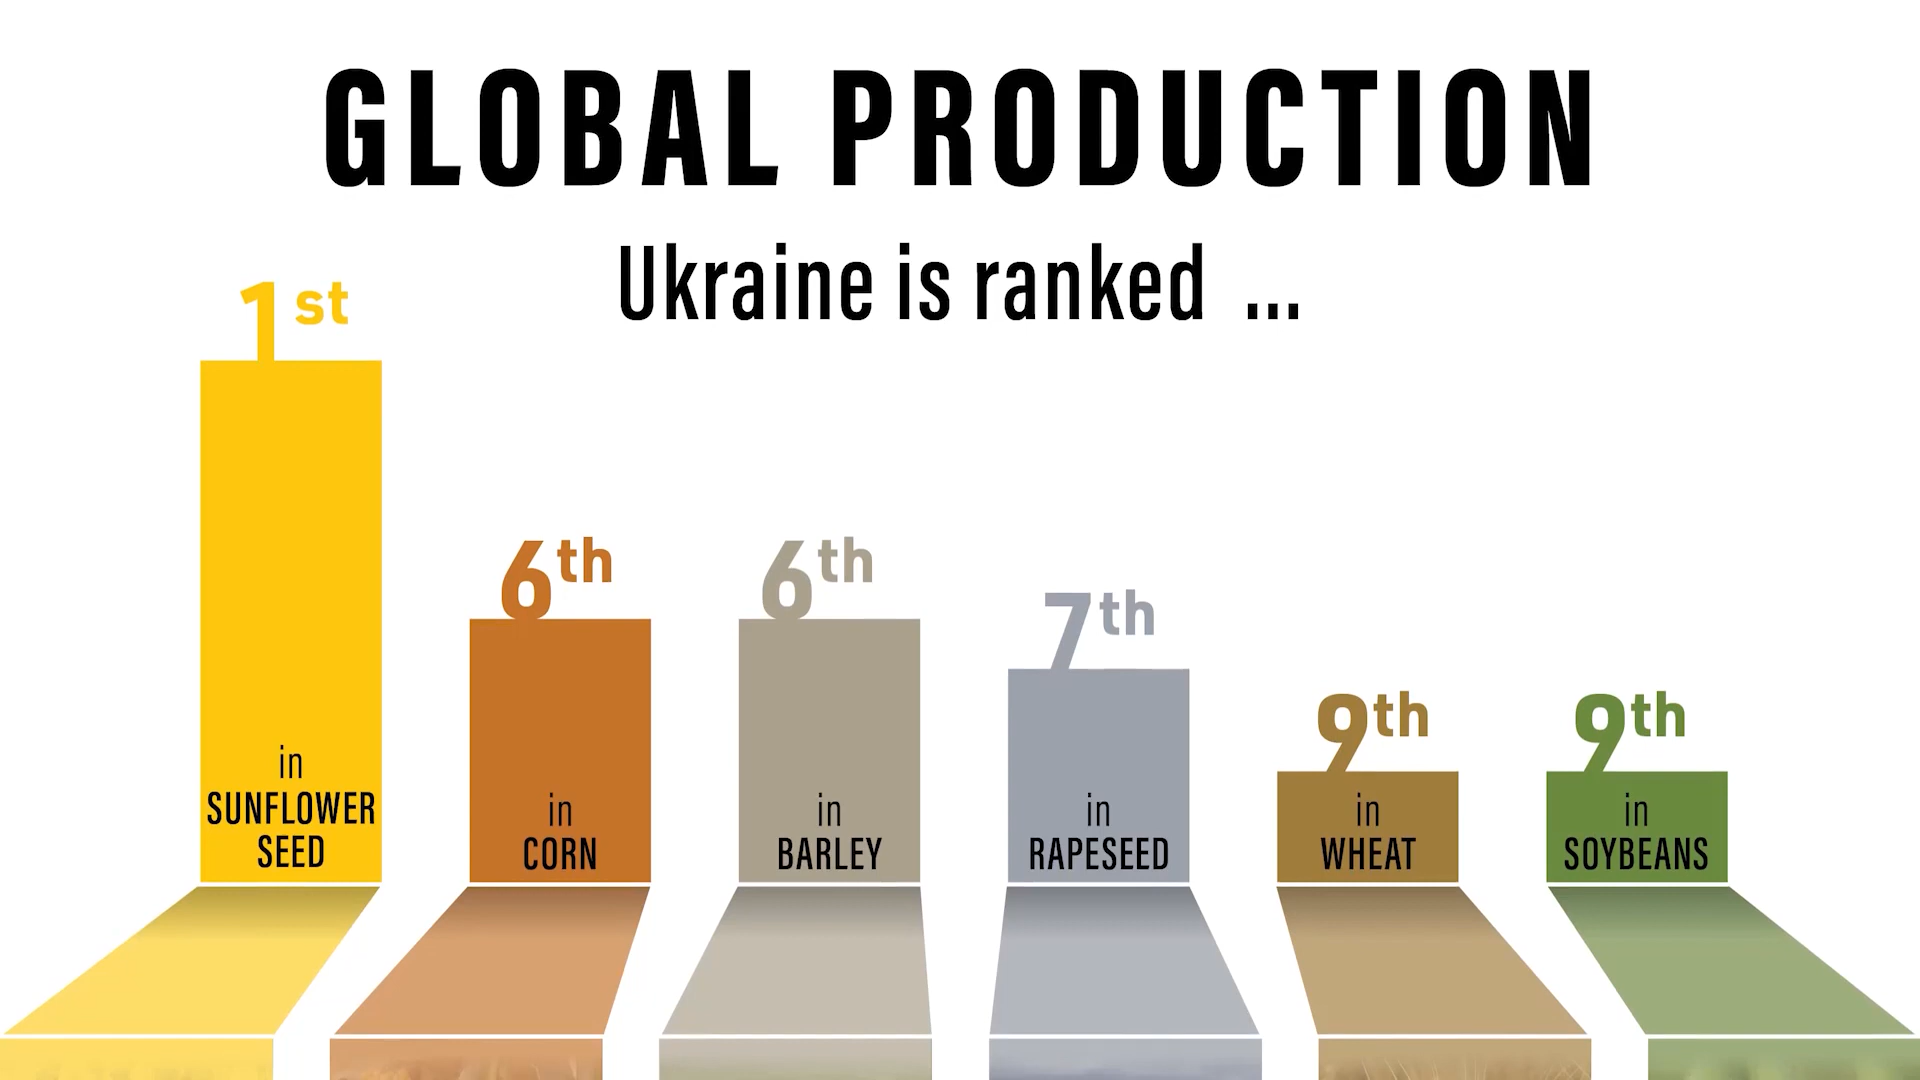 GLOBAL PRODUCTION
Ukraine is ranked ...
1st
in
SUNFLOWER
SEED
6th
in
CORN
6th
in
BARLEY
7th
in
RAPESEED
9th
in
WHEAT
9th
in
SOYBEANS